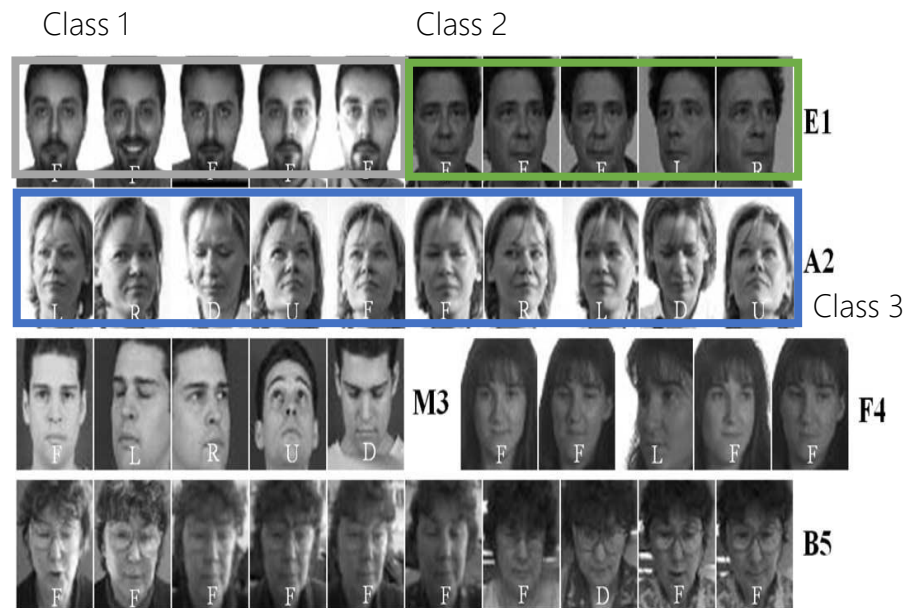 Class 1 Class 2
F F F F F F F F L R E1
L R D U F F R L D U A2
Class 3
F L R U D M3 F F L F F F4
F F F F F F F D F F B5